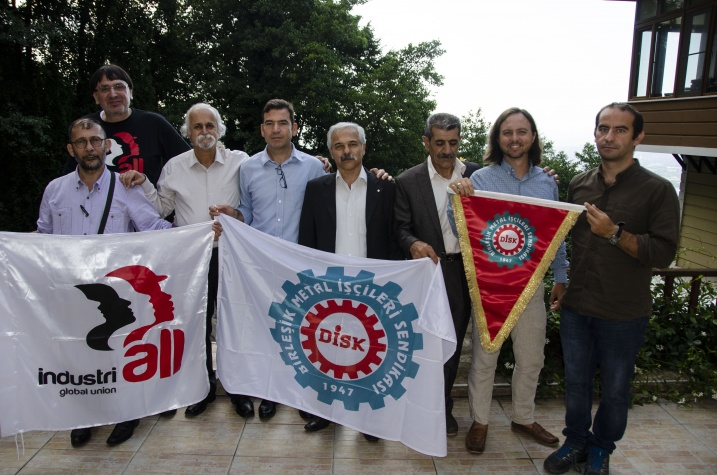 industri
all
global union
BİRLEŞİK METAL İŞÇİLERİ SENDİKASI
DİSK
1947
DİSK